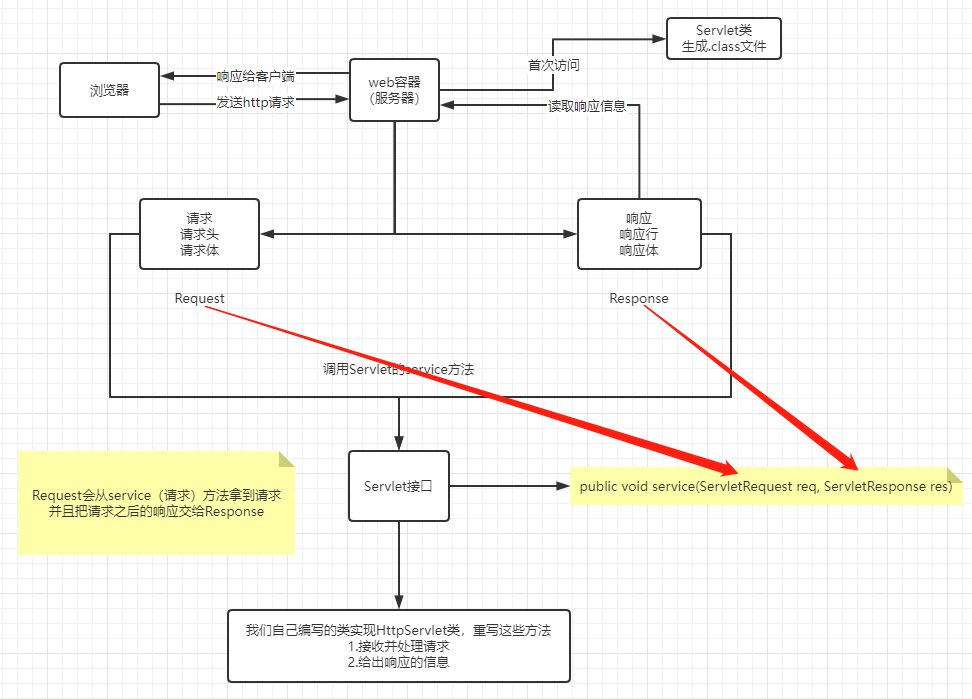 Servlet类
生成.class文件
首次访问
浏览器
响应给客户端
发送http请求
web容器
（服务器）
读取响应信息
请求
请求头
请求体
响应
响应行
响应体
Request
Response
调用Servlet的service方法
Request会从service（请求）方法拿到请求
并且把请求之后的响应交给Response
Servlet接口
public void service(ServletRequest req, ServletResponse res)
我们自己编写的类实现HttpServlet类，重写这些方法
1.接收并处理请求
2.给出响应的信息